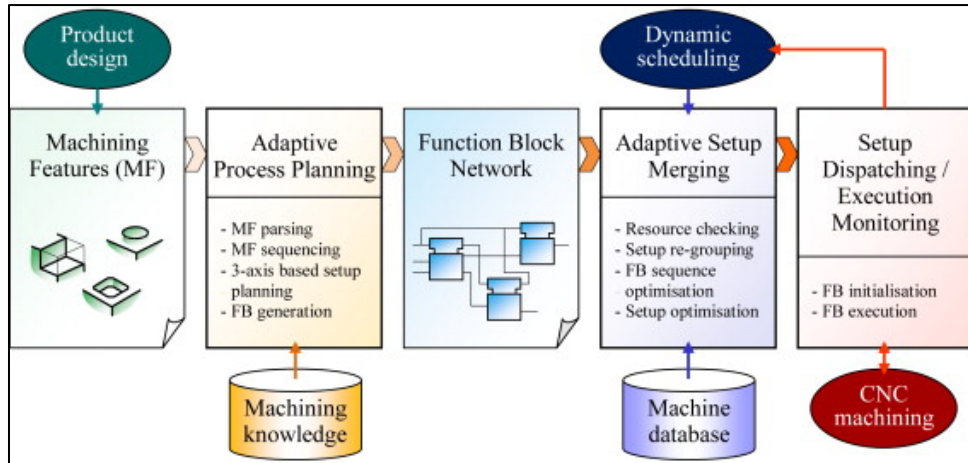 Product
design
Dynamic
scheduling
Machining
Features (MF)
Adaptive
Process Planning
- MF parsing
- MF sequencing
- 3-axis based setup
planning
- FB generation
Function Block
Network
Adaptive Setup
Merging
- Resource checking
- Setup re-grouping
- FB sequence
optimisation
- Setup optimisation
Setup
Dispatching /
Execution
Monitoring
- FB initialisation
- FB execution
Machining
knowledge
Machine
database
CNC
machining